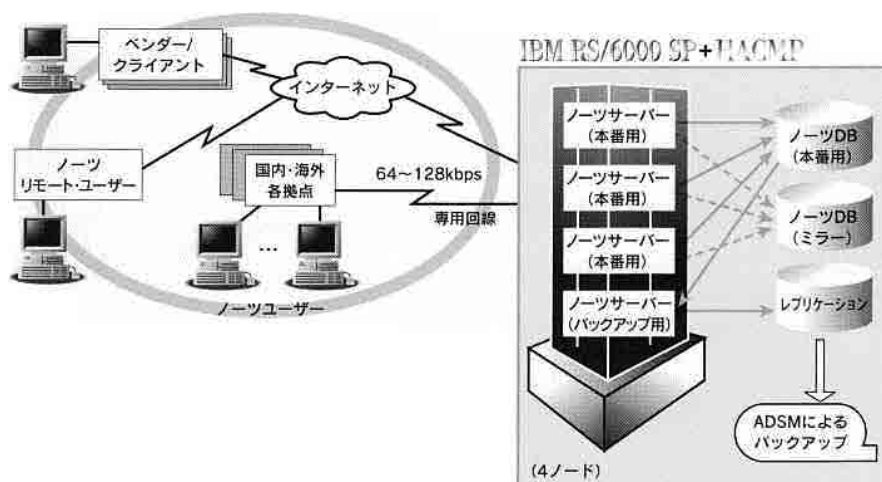 ベンダー/
クライアント
インターネット
ノーツ
リモート・ユーザー
国内・海外
各拠点
64〜128kbps
専用回線
...
ノーツユーザー
IBM RS/6000 SP+HACMP
ノーツサーバー
(本番用)
ノーツサーバー
(本番用)
ノーツサーバー
(本番用)
ノーツサーバー
(バックアップ用)
ノーツDB
(本番用)
ノーツDB
(ミラー)
レプリケーション
ADSMによる
バックアップ
(4ノード)